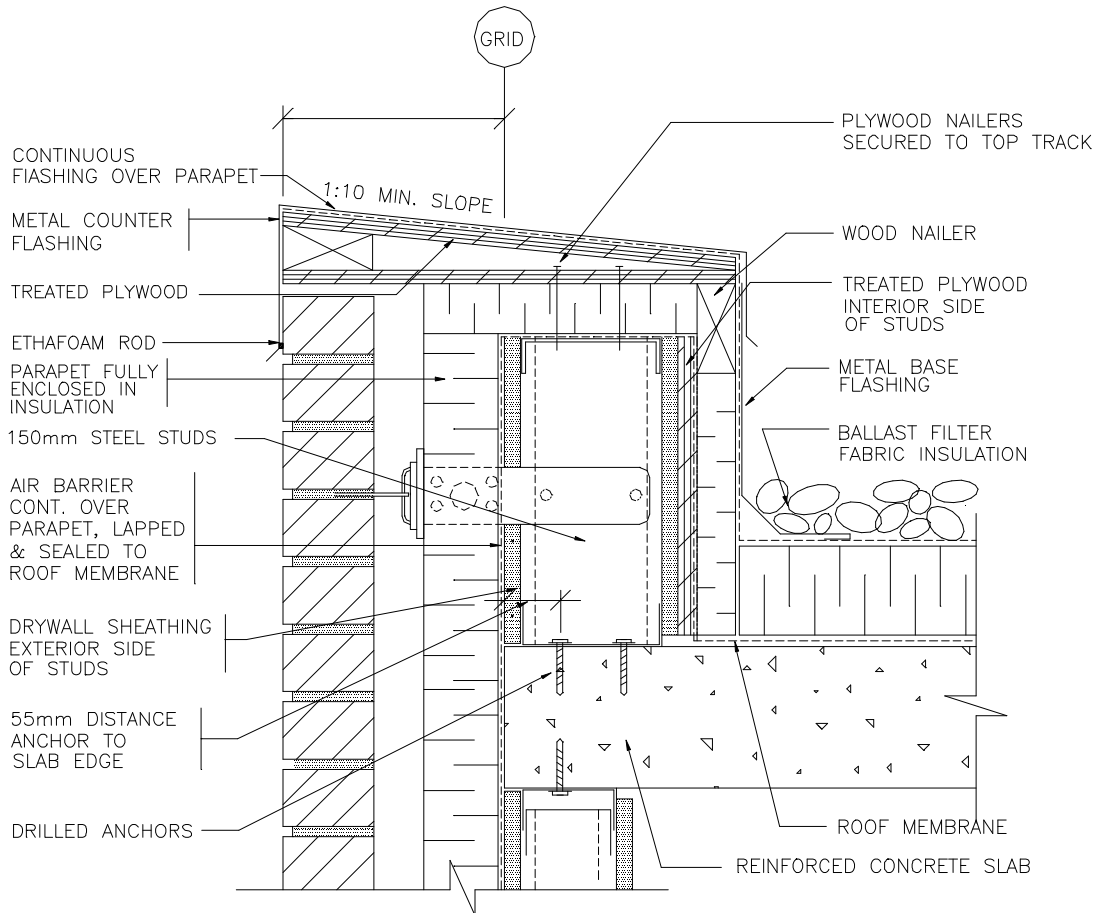 GRID
CONTINUOUS
FIASHING OVER PARAPET
1:10 MIN. SLOPE
METAL COUNTER
FLASHING
TREATED PLYWOOD
ETHAFOAM ROD
PARAPET FULLY
ENCLOSED IN
INSULATION
150mm STEEL STUDS
AIR BARRIER
CONT. OVER
PARAPET, LAPPED
& SEALED TO
ROOF MEMBRANE
DRYWALL SHEATHING
EXTERIOR SIDE
OF STUDS
55mm DISTANCE
ANCHOR TO
SLAB EDGE
DRILLED ANCHORS
PLYWOOD NAILERS
SECURED TO TOP TRACK
WOOD NAILER
TREATED PLYWOOD
INTERIOR SIDE
OF STUDS
METAL BASE
FLASHING
BALLAST FILTER
FABRIC INSULATION
ROOF MEMBRANE
REINFORCED CONCRETE SLAB